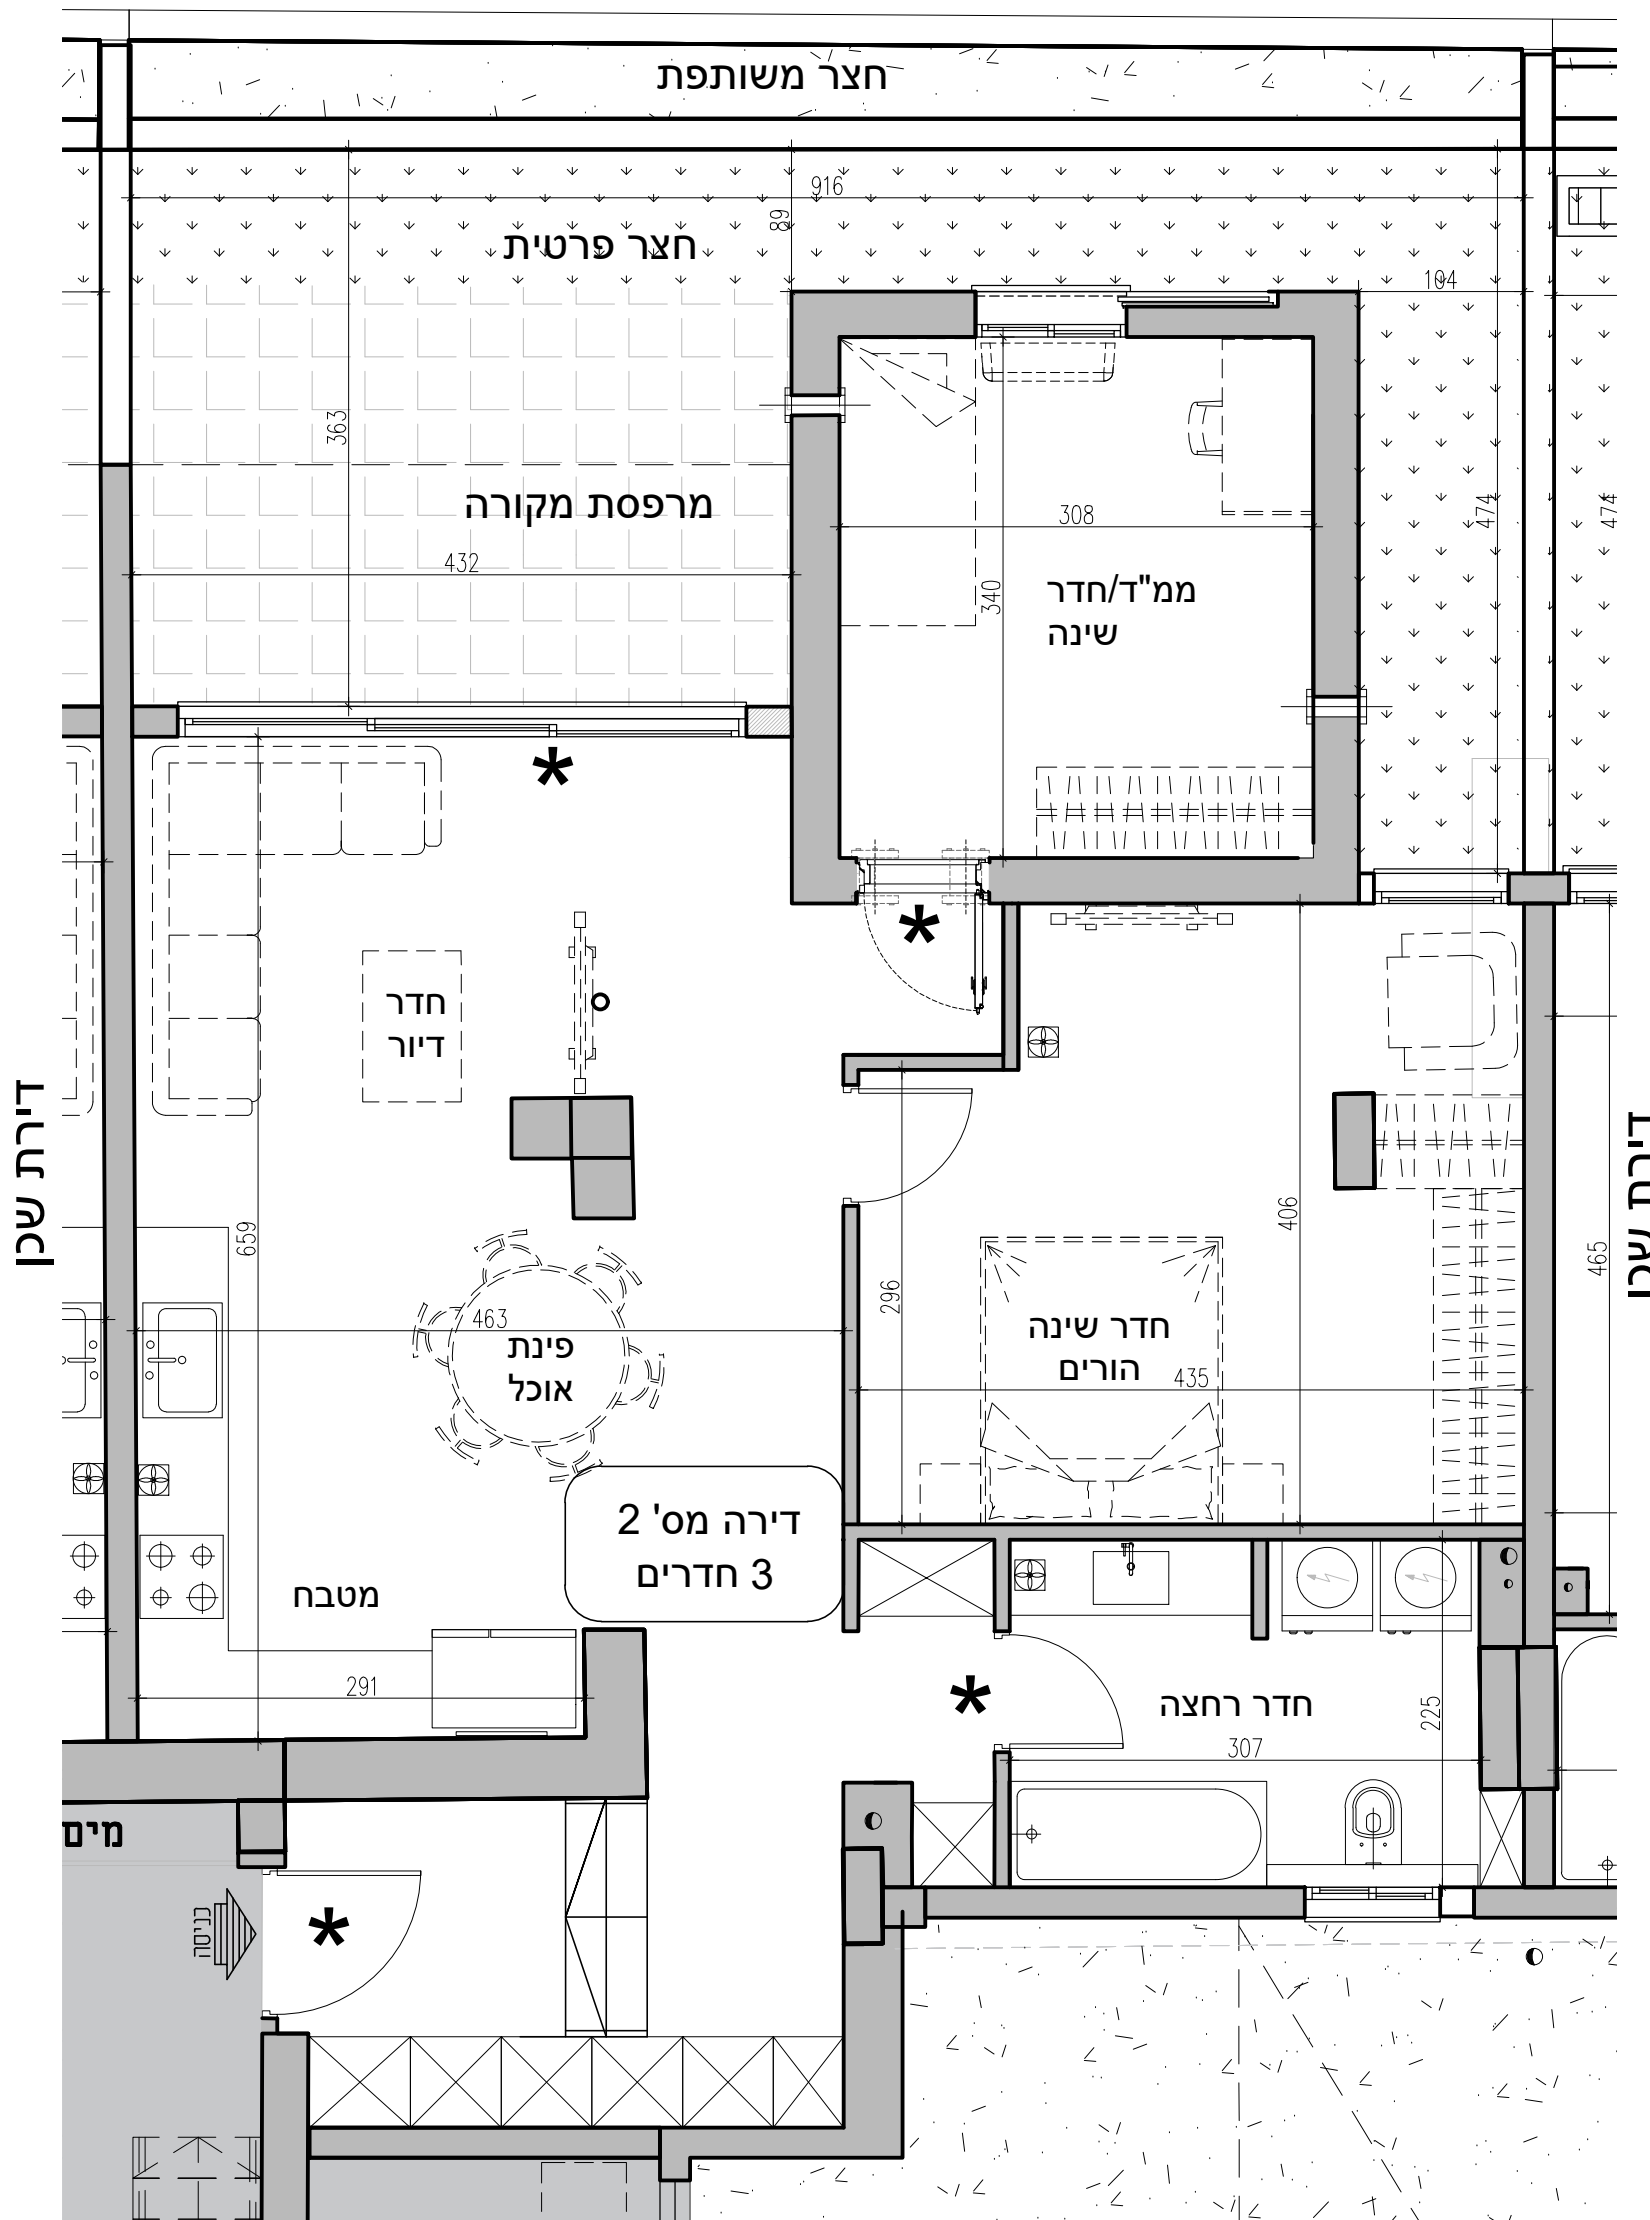 חצר משותפת
916
89
חצר פרטית
104
363
מרפסת מקורה
432
308
340
ממ"ד/חדר
שינה
474
474
*
*
חדר
דיור
דירת שכן
דירת שכן
659
463
פינת
אוכל
296
406
465
חדר שינה
הורים
435
דירה מס' 2
3 חדרים
מטבח
291
*
חדר רחצה
307
225
מים
כניסה
*